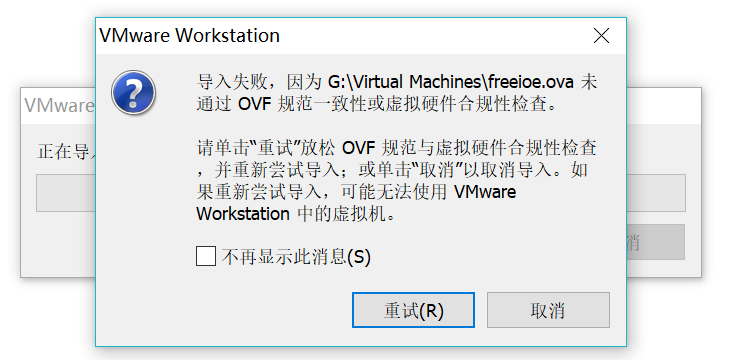 VMware Workstation
导入失败，因为 G:\Virtual Machines\freeioe.ova 未
通过 OVF 规范一致性或虚拟硬件合规性检查。
请单击“重试”放松 OVF 规范与虚拟硬件合规性检查
，并重新尝试导入；或单击“取消”以取消导入。如
果重新尝试导入，可能无法使用 VMware
Workstation 中的虚拟机。
不再显示此消息(S)
重试(R) 取消
VMware
正在导入
消